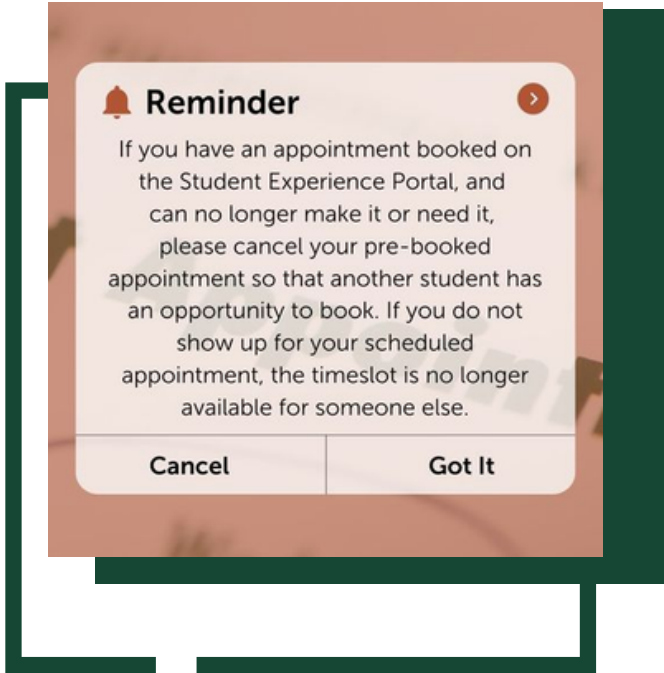 Reminder
If you have an appointment booked on
the Student Experience Portal, and
can no longer make it or need it,
please cancel your pre-booked
appointment so that another student has
an opportunity to book. If you do not
show up for your scheduled
appointment, the timeslot is no longer
available for someone else.
Cancel
Got It